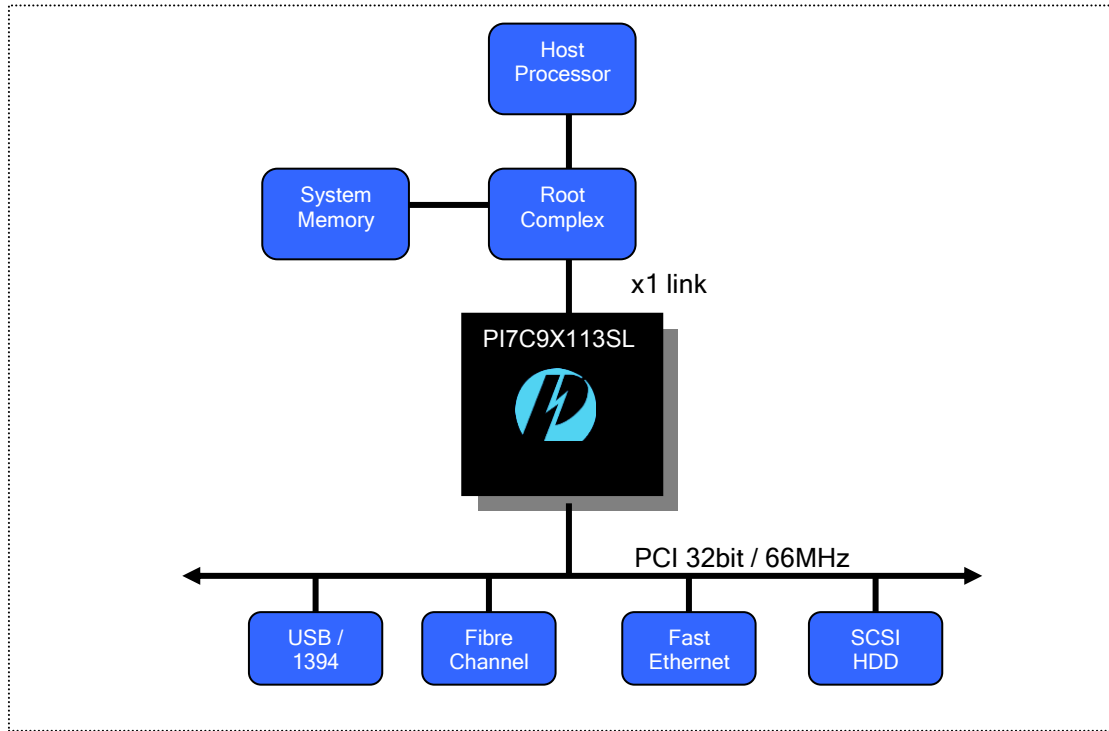 Host
Processor
System
Memory
Root
Complex
x1 link
PI7C9X113SL
PCI 32bit / 66MHz
USB /
1394
Fibre
Channel
Fast
Ethernet
SCSI
HDD